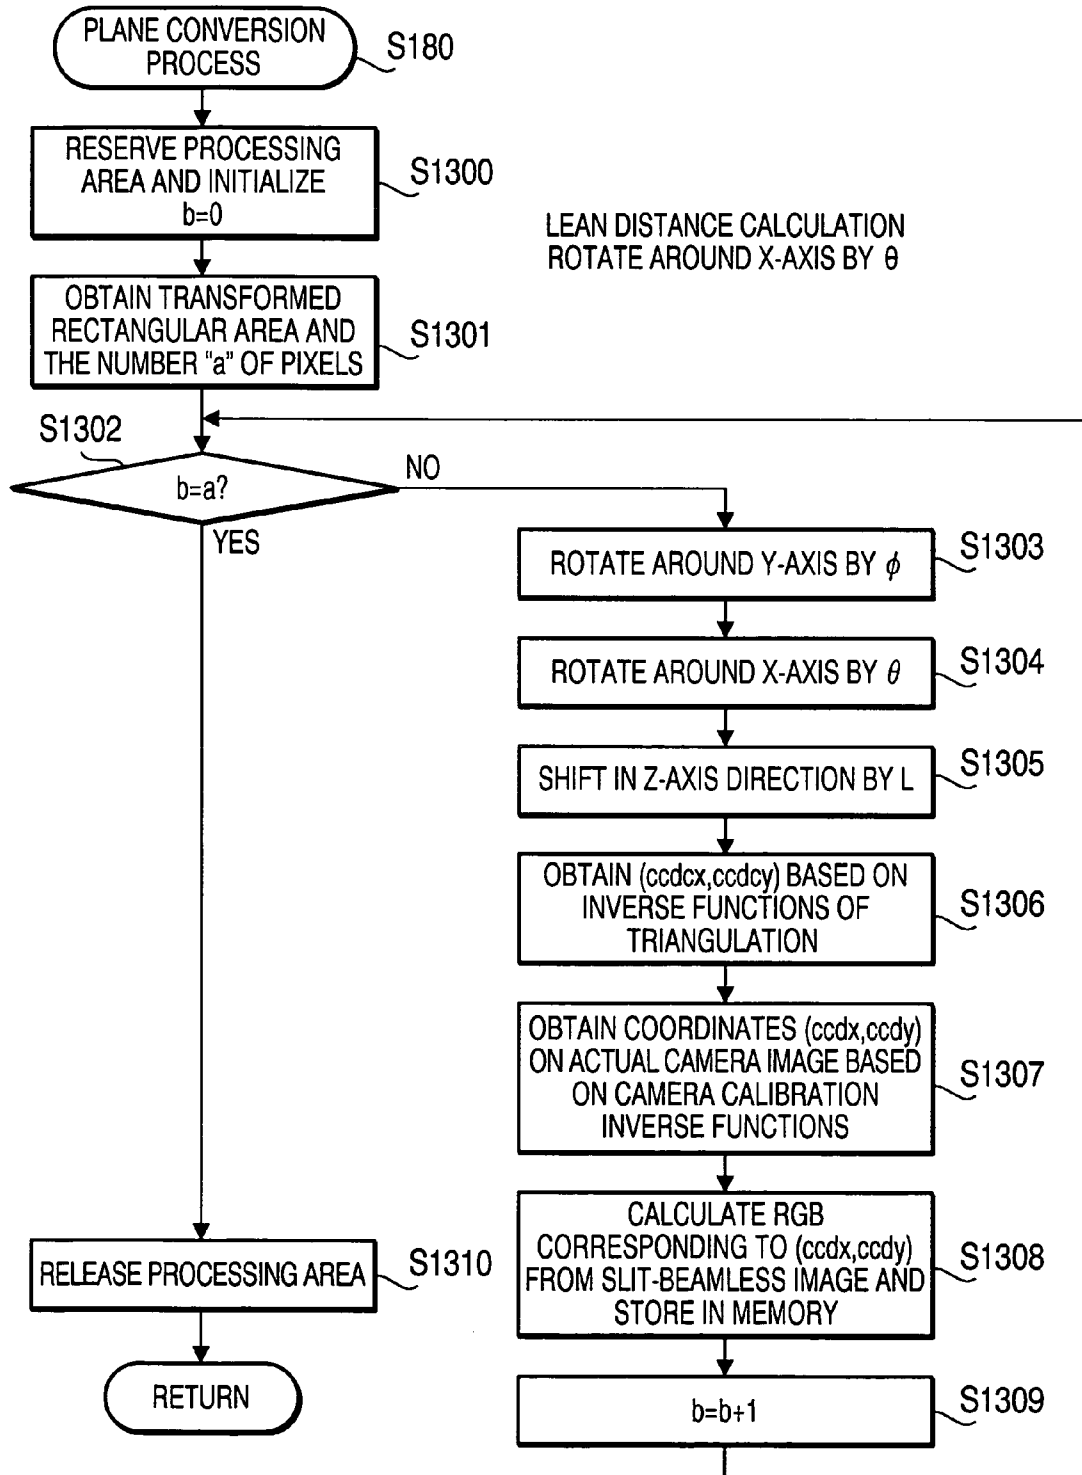 PLANE CONVERSION
PROCESS
S180
RESERVE PROCESSING
AREA AND INITIALIZE
b=0
S1300
LEAN DISTANCE CALCULATION
ROTATE AROUND X-AXIS BY θ
OBTAIN TRANSFORMED
RECTANGULAR AREA AND
THE NUMBER "a" OF PIXELS
S1301
S1302
b=a?
NO
YES
ROTATE AROUND Y-AXIS BY ϕ
S1303
ROTATE AROUND X-AXIS BY θ
S1304
SHIFT IN Z-AXIS DIRECTION BY L
S1305
OBTAIN (ccdcx,ccdcy) BASED ON
INVERSE FUNCTIONS OF
TRIANGULATION
S1306
OBTAIN COORDINATES (ccdx,ccdy)
ON ACTUAL CAMERA IMAGE BASED
ON CAMERA CALIBRATION
INVERSE FUNCTIONS
S1307
CALCULATE RGB
CORRESPONDING TO (ccdx,ccdy)
FROM SLIT-BEAMLESS IMAGE AND
STORE IN MEMORY
S1308
b=b+1
S1309
RELEASE PROCESSING AREA
S1310
RETURN